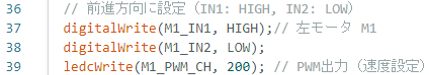 36 // 前進方向に設定（IN1: HIGH, IN2: LOW）
37 digitalWrite(M1_IN1, HIGH);// 左モータ M1
38 digitalWrite(M1_IN2, LOW);
39 ledcWrite(M1_PWM_CH, 200); // PWM出力（速度設定）